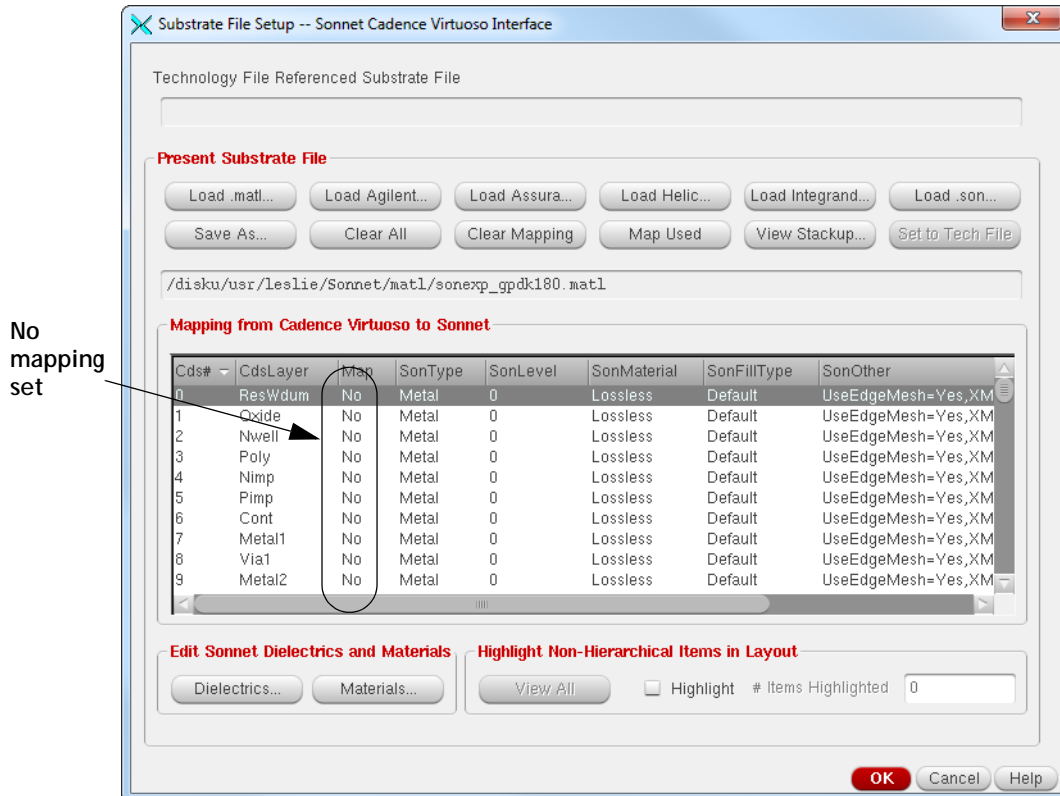 Substrate File Setup -- Sonnet Cadence Virtuoso Interface
Technology File Referenced Substrate File
Present Substrate File
Load .matl... Load Agilent... Load Assura... Load Helic... Load Integrand... Load .son...
Save As... Clear All Clear Mapping Map Used View Stackup... Set to Tech File
/disku/usr/leslie/Sonnet/matl/sonexp_gpdk180.matl
No
mapping
set
Mapping from Cadence Virtuoso to Sonnet
Cds# CdsLayer Map SonType SonLevel SonMaterial SonFillType SonOther
0 ResWdum No Metal 0 Lossless Default UseEdgeMesh=Yes,XM
1 Oxide No Metal 0 Lossless Default UseEdgeMesh=Yes,XM
2 Nwell No Metal 0 Lossless Default UseEdgeMesh=Yes,XM
3 Poly No Metal 0 Lossless Default UseEdgeMesh=Yes,XM
4 Nimp No Metal 0 Lossless Default UseEdgeMesh=Yes,XM
5 Pimp No Metal 0 Lossless Default UseEdgeMesh=Yes,XM
6 Cont No Metal 0 Lossless Default UseEdgeMesh=Yes,XM
7 Metal1 No Metal 0 Lossless Default UseEdgeMesh=Yes,XM
8 Via1 No Metal 0 Lossless Default UseEdgeMesh=Yes,XM
9 Metal2 No Metal 0 Lossless Default UseEdgeMesh=Yes,XM
Edit Sonnet Dielectrics and Materials Highlight Non-Hierarchical Items in Layout
Dielectrics... Materials... View All Highlight # Items Highlighted 0
OK Cancel Help